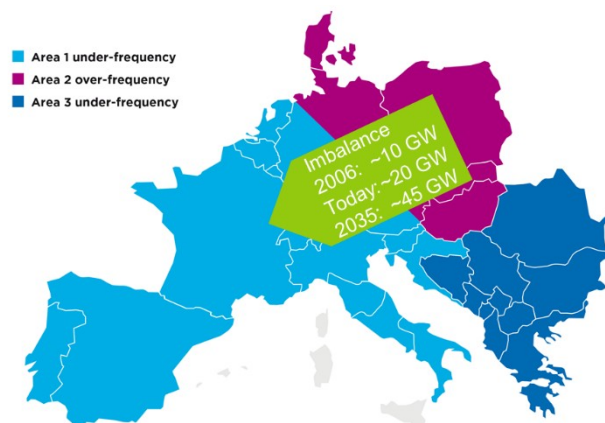 Area 1 under-frequency
Area 2 over-frequency
Area 3 under-frequency
Imbalance
2006: ~10 GW
Today:~20 GW
2035: ~45 GW